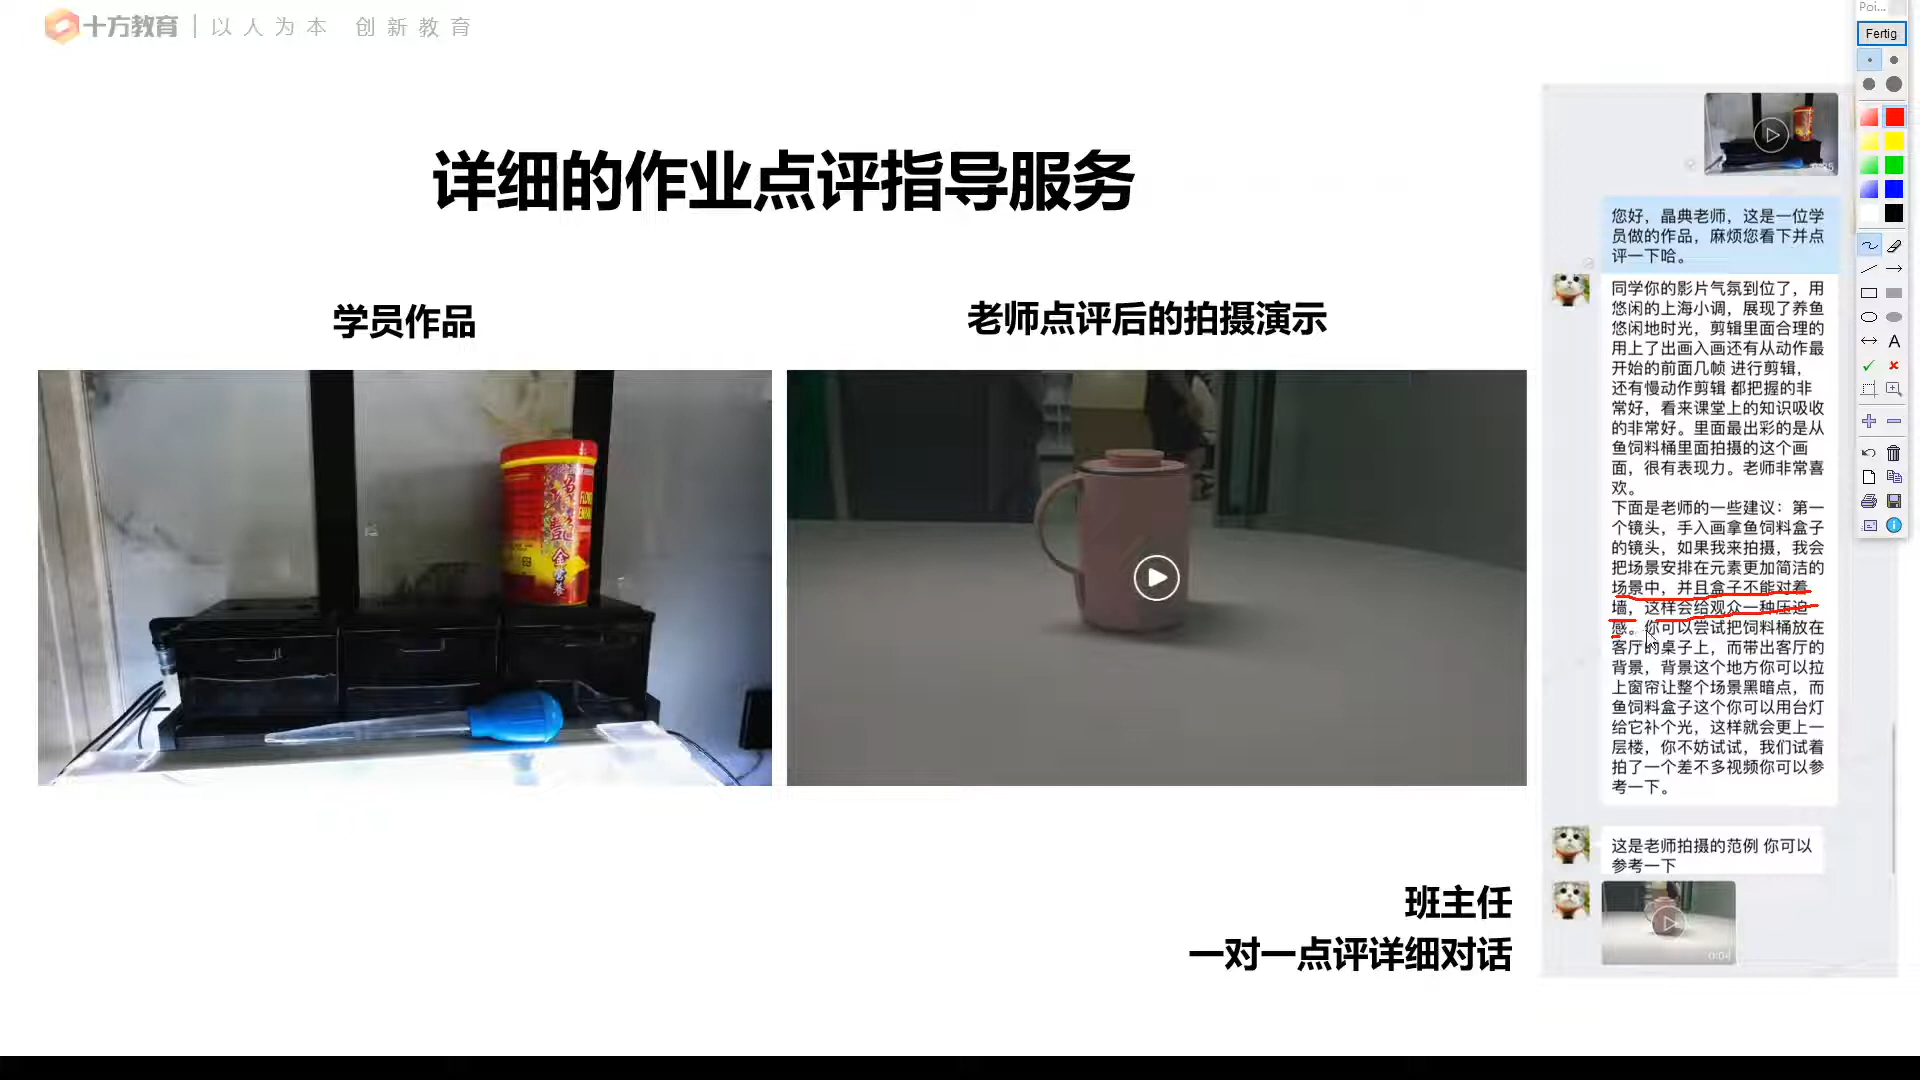 十方教育 | 以人为本 创新教育
Poi...
Fertig
详细的作业点评指导服务
学员作品
老师点评后的拍摄演示
您好，晶典老师，这是一位学
员做的作品，麻烦您看下并点
评一下哈。
同学你的影片气氛到位了，用
悠闲的上海小调，展现了养鱼
悠闲地时光，剪辑里面合理的
用上了出画入画还有从动作最
开始的前面几帧 进行剪辑，
还有慢动作剪辑 都把握的非
常好，看来课堂上的知识吸收
的非常好。里面最出彩的是从
鱼饲料桶里面拍摄的这个画
面，很有表现力。老师非常喜
欢。
下面是老师的一些建议：第一
个镜头，手入画拿鱼饲料盒子
的镜头，如果我来拍摄，我会
把场景安排在元素更加简洁的
场景中，并且盒子不能对着
墙，这样会给观众一种压迫
感。你可以尝试把饲料桶放在
客厅的桌子上，而带出客厅的
背景，背景这个地方你可以拉
上窗帘让整个场景黑暗点，而
鱼饲料盒子这个你可以用台灯
给它补个光，这样就会更上一
层楼，你不妨试试，我们试着
拍了一个差不多视频你可以参
考一下。
这是老师拍摄的范例 你可以
参考一下
0:04
班主任
一对一点评详细对话